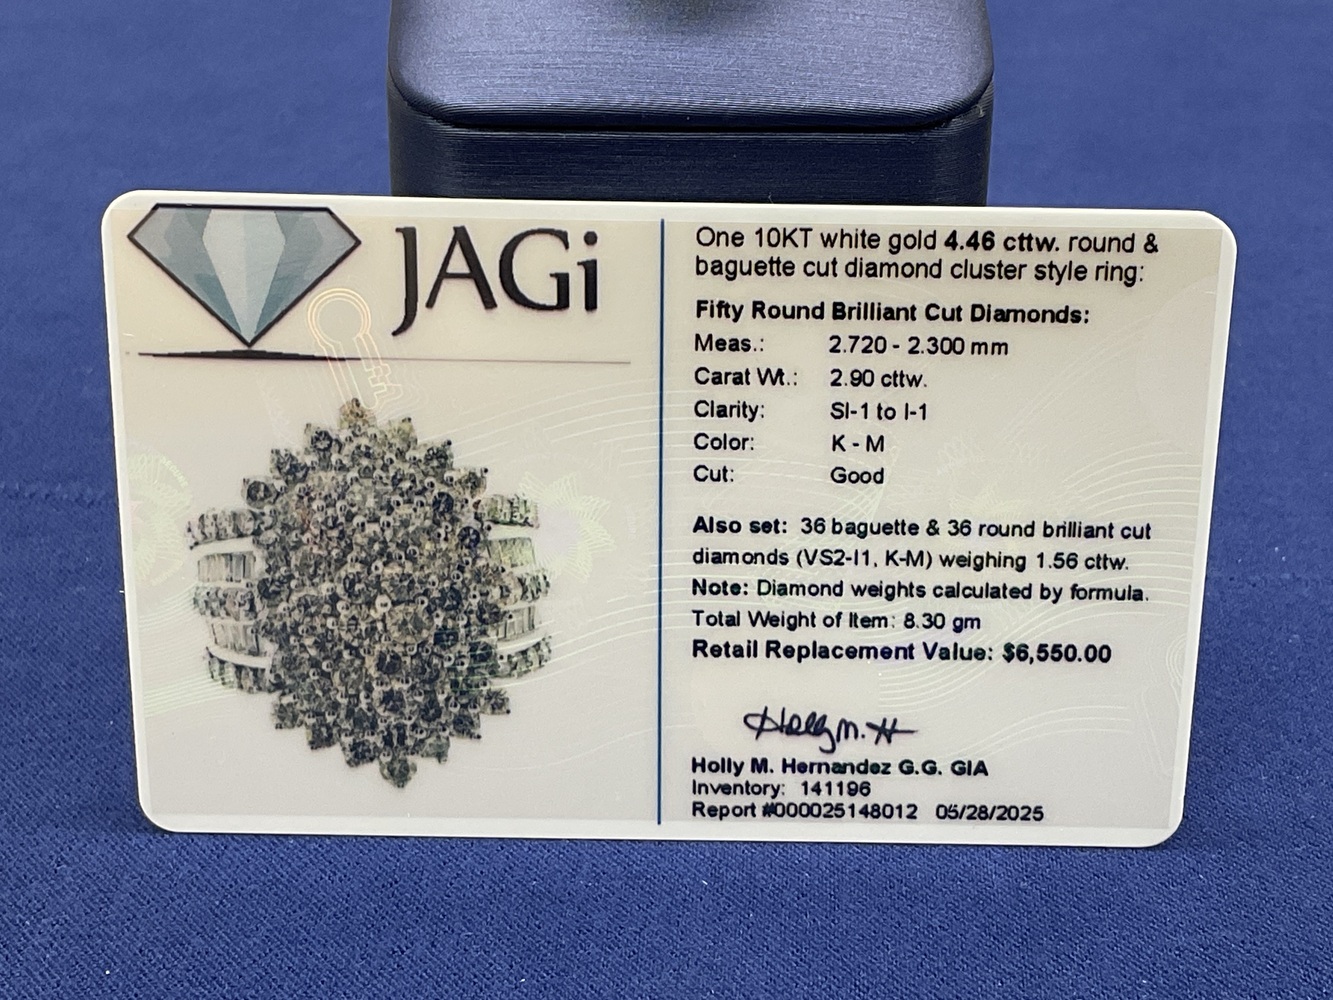 JAGi
One 10KT white gold 4.46 cttw. round &
baguette cut diamond cluster style ring:
Fifty Round Brilliant Cut Diamonds:
Meas.: 2.720 - 2.300 mm
Carat Wt.: 2.90 cttw.
Clarity: SI-1 to I-1
Color: K - M
Cut: Good
Also set: 36 baguette & 36 round brilliant cut
diamonds (VS2-I1, K-M) weighing 1.56 cttw.
Note: Diamond weights calculated by formula.
Total Weight of Item: 8.30 gm
Retail Replacement Value: $6,550.00
Holly M. H
Holly M. Hernandez G.G. GIA
Inventory: 141196
Report #000025148012 05/28/2025